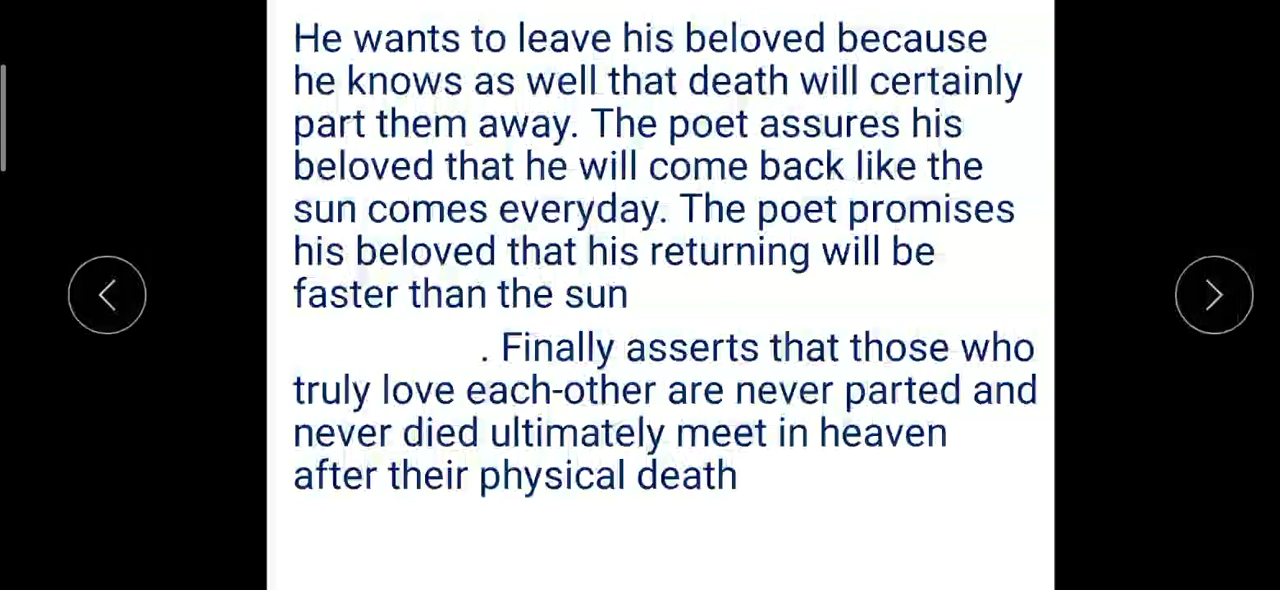 He wants to leave his beloved because
he knows as well that death will certainly
part them away. The poet assures his
beloved that he will come back like the
sun comes everyday. The poet promises
his beloved that his returning will be
faster than the sun
. Finally asserts that those who
truly love each-other are never parted and
never died ultimately meet in heaven
after their physical death